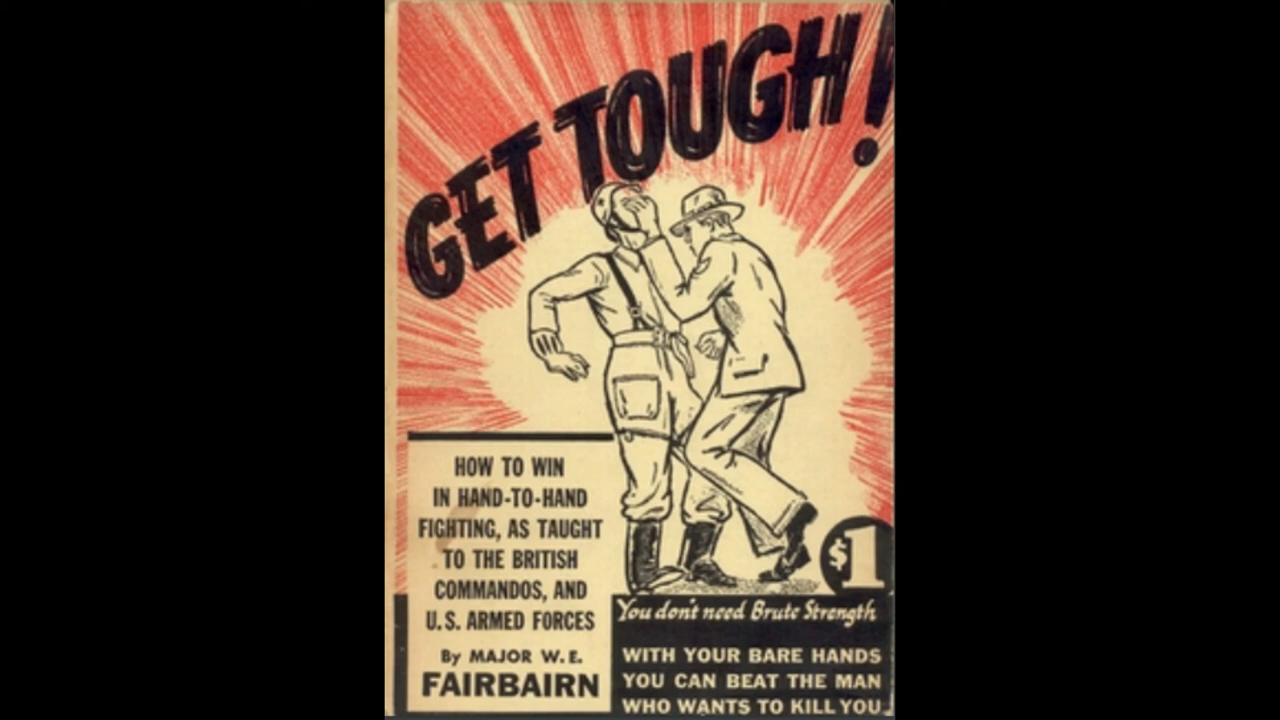 GET TOUGH!
HOW TO WIN
IN HAND-TO-HAND
FIGHTING, AS TAUGHT
TO THE BRITISH
COMMANDOS, AND
U.S. ARMED FORCES
By MAJOR W. E.
FAIRBAIRN
$1
You don't need Brute Strength
WITH YOUR BARE HANDS
YOU CAN BEAT THE MAN
WHO WANTS TO KILL YOU